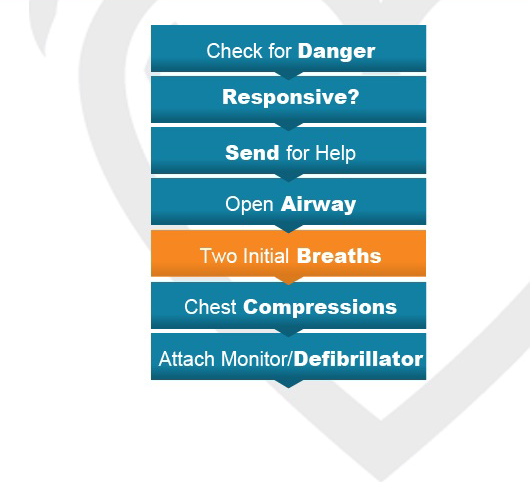 Check for Danger
Responsive?
Send for Help
Open Airway
Two Initial Breaths
Chest Compressions
Attach Monitor/Defibrillator